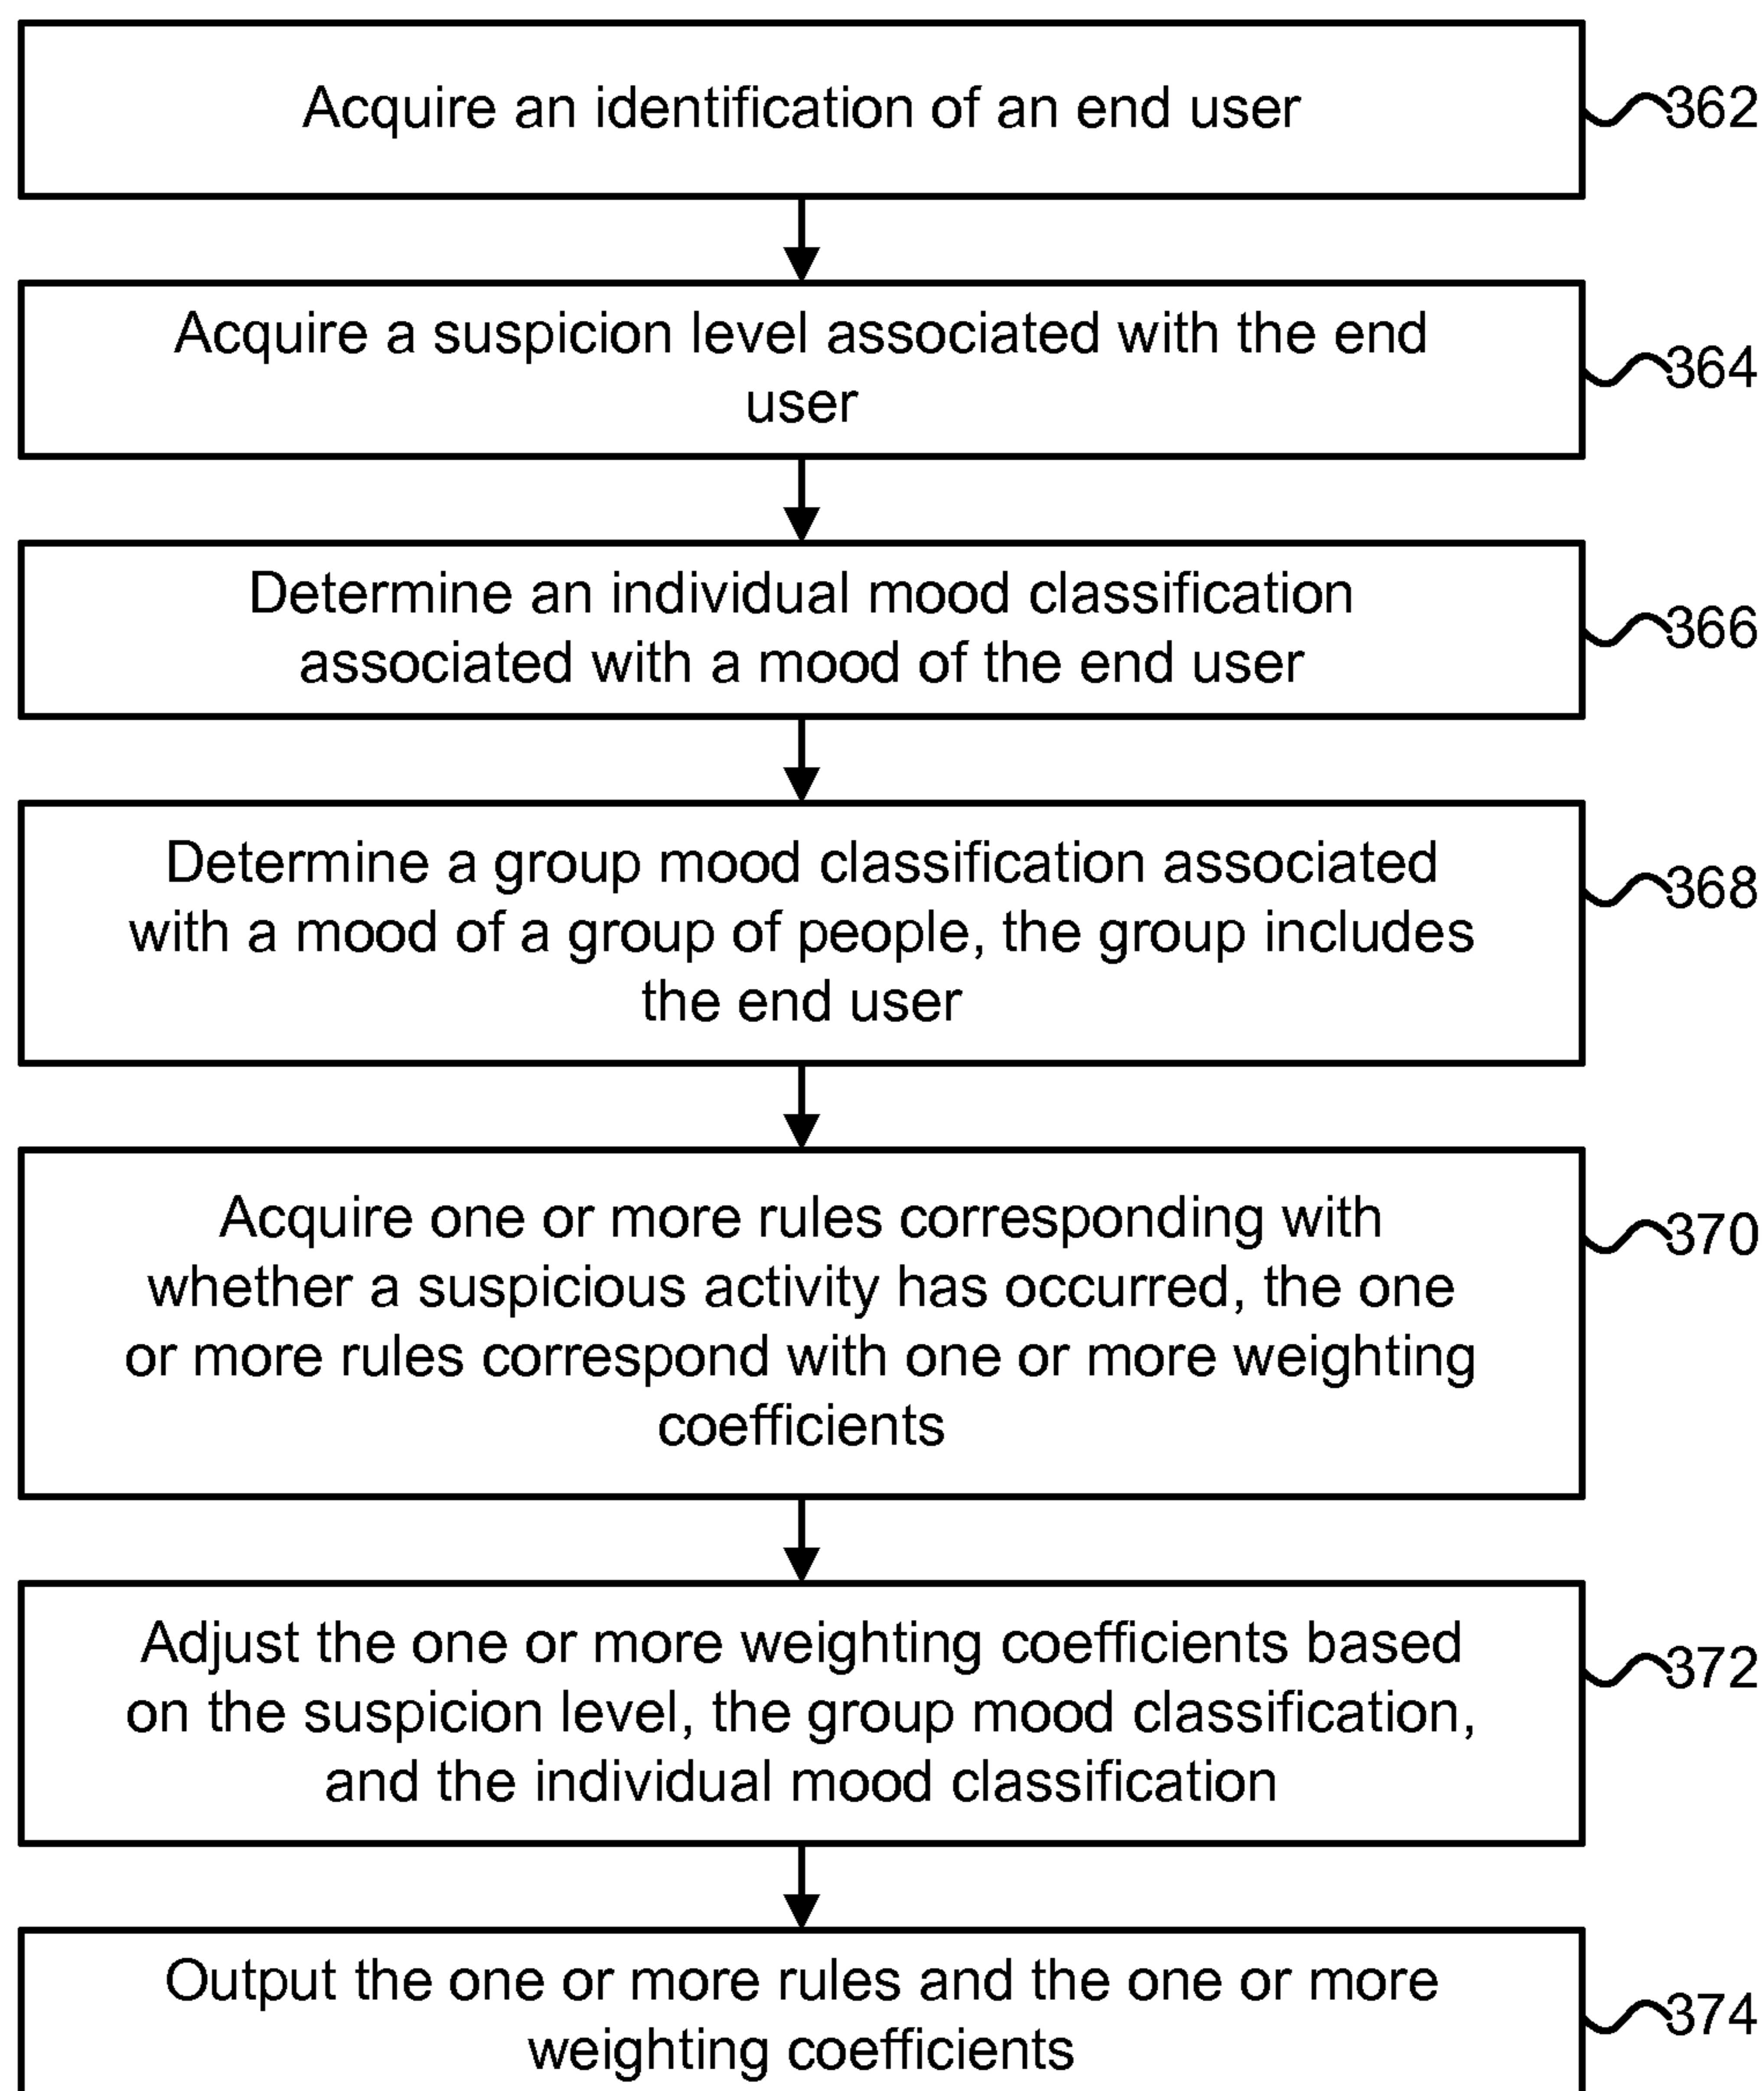 Acquire an identification of an end user
362
Acquire a suspicion level associated with the end
user
364
Determine an individual mood classification
associated with a mood of the end user
366
Determine a group mood classification associated
with a mood of a group of people, the group includes
the end user
368
Acquire one or more rules corresponding with
whether a suspicious activity has occurred, the one
or more rules correspond with one or more weighting
coefficients
370
Adjust the one or more weighting coefficients based
on the suspicion level, the group mood classification,
and the individual mood classification
372
Output the one or more rules and the one or more
weighting coefficients
374